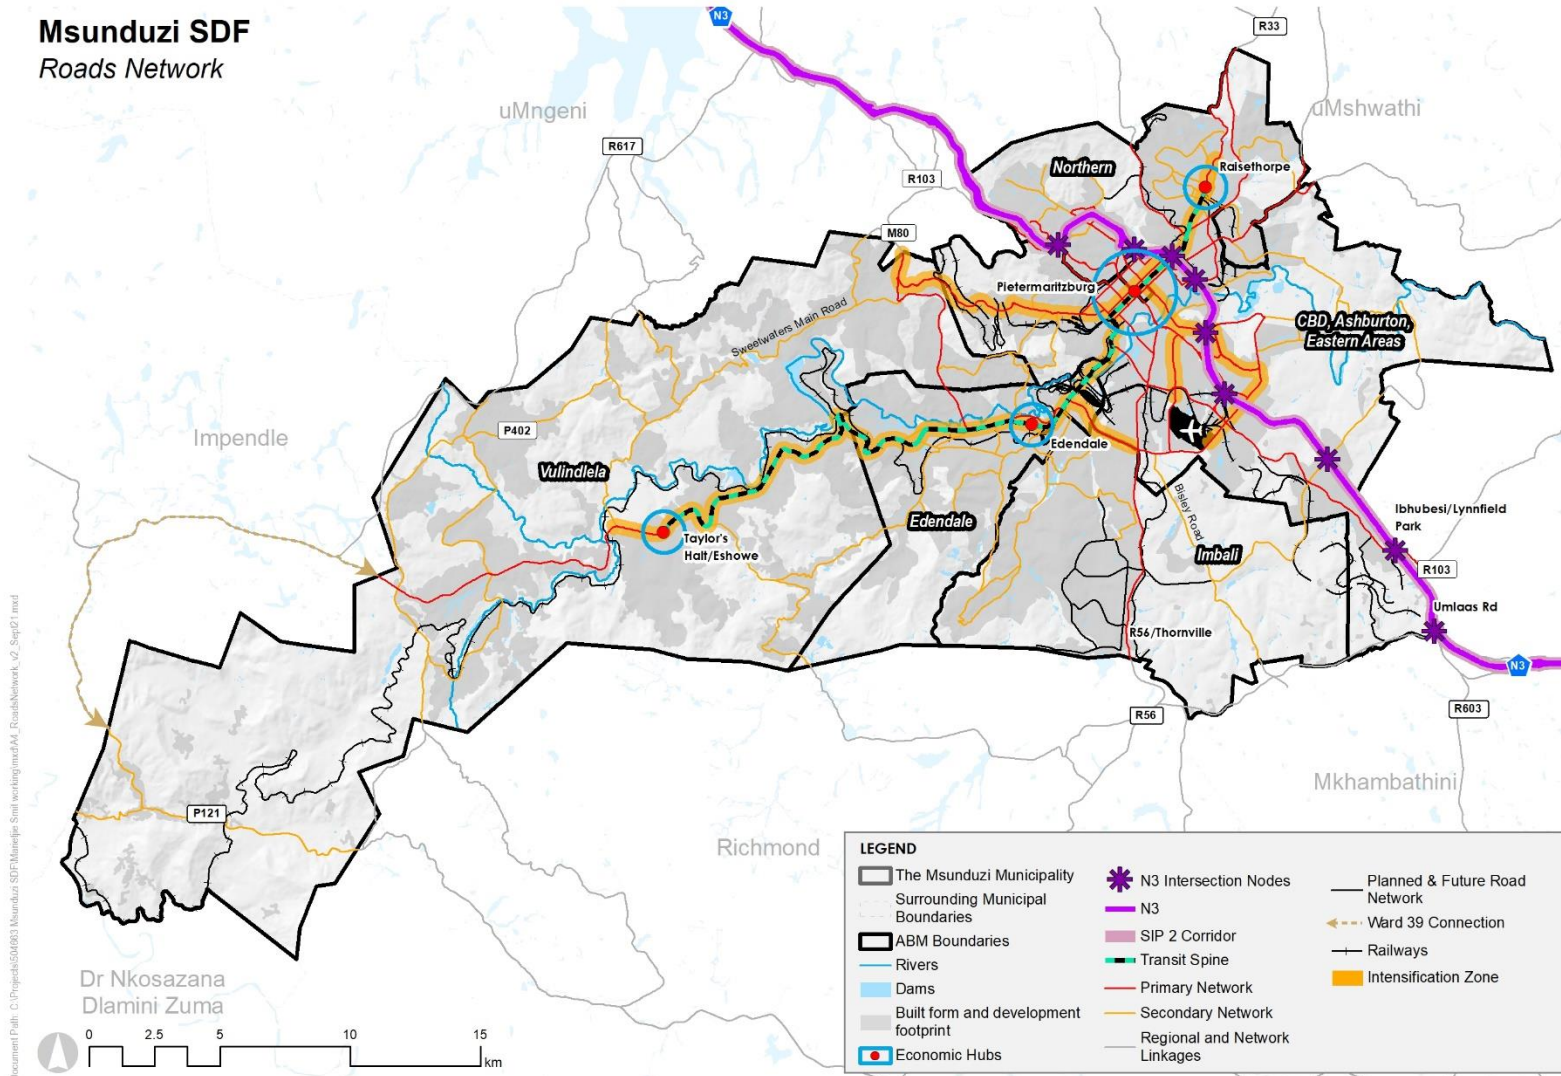 Msunduzi SDF
Roads Network
N3
R33
uMngeni
uMshwathi
R617
R103
Northern
Raisethorpe
M80
Pietermaritzburg
Sweetwaters Main Road
CBD, Ashburton,
Eastern Areas
Impendle
P402
Vulindlela
Edendale
Edendale
Bisley Road
Ibhubesi/Lynnfield
Park
Taylor's
Halt/Eshowe
Imbali
R103
Umlaas Rd
R56/Thornville
N3
R56
R603
Mkhambathini
P121
Richmond
Dr Nkosazana
Dlamini Zuma
0 2.5 5 10 15
km
LEGEND
The Msunduzi Municipality
Surrounding Municipal
Boundaries
ABM Boundaries
Rivers
Dams
Built form and development
footprint
Economic Hubs
N3 Intersection Nodes
N3
SIP 2 Corridor
Transit Spine
Primary Network
Secondary Network
Regional and Network
Linkages
Planned & Future Road
Network
Ward 39 Connection
Railways
Intensification Zone